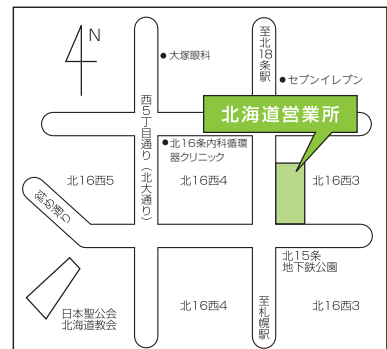 N
大塚眼科
至北18条駅
セブンイレブン
北海道営業所
西5丁目通り(北大通り)
北16条内科循環
器クリニック
北16西5
北16西4
北16西3
斜め通り
北15条
地下鉄公園
日本聖公会
北海道教会
北16西4
至札幌駅
北16西3